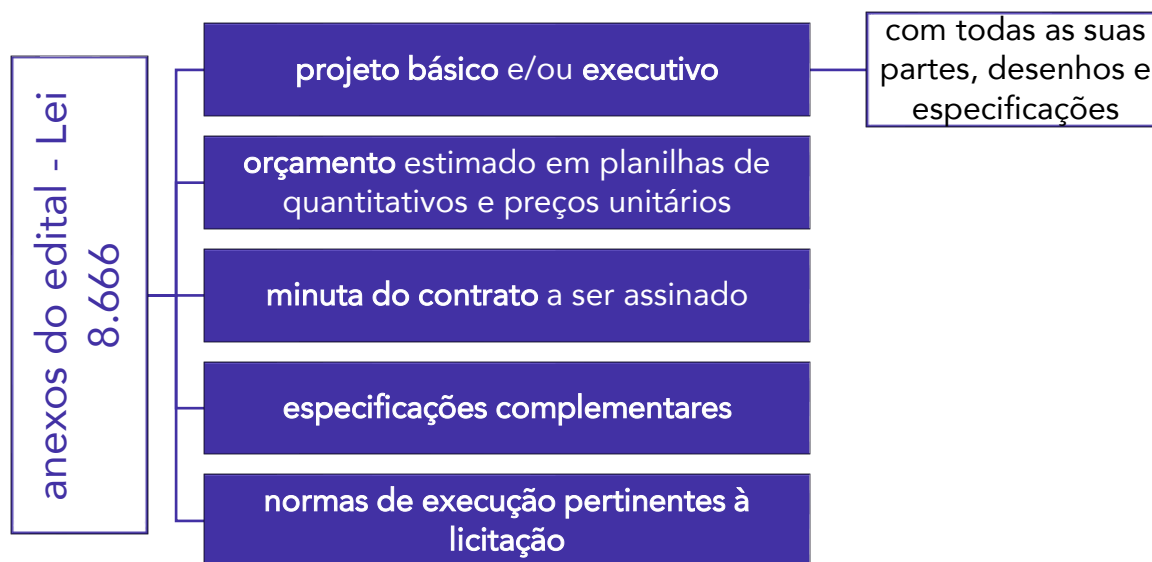 anexos do edital - Lei
8.666
projeto básico e/ou executivo
com todas as suas
partes, desenhos e
especificações
orçamento estimado em planilhas de
quantitativos e preços unitários
minuta do contrato a ser assinado
especificações complementares
normas de execução pertinentes à
licitação